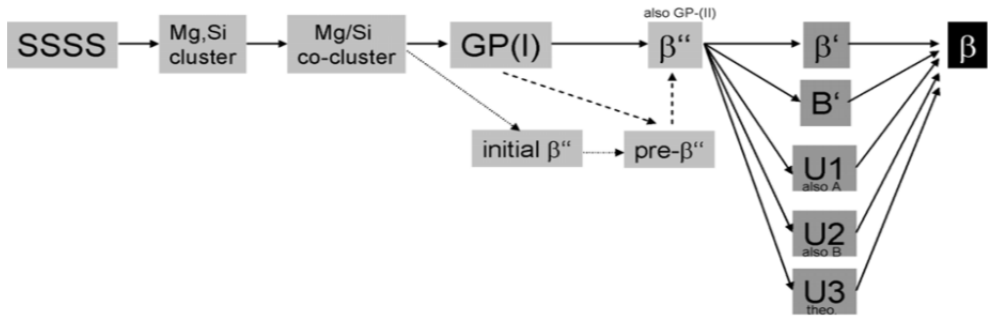 also GP-(II)
SSSS
Mg,Si
cluster
Mg/Si
co-cluster
GP(I)
β“
β‘
β
B‘
initial β“
pre-β“
U1
also A
U2
also B
U3
theo.